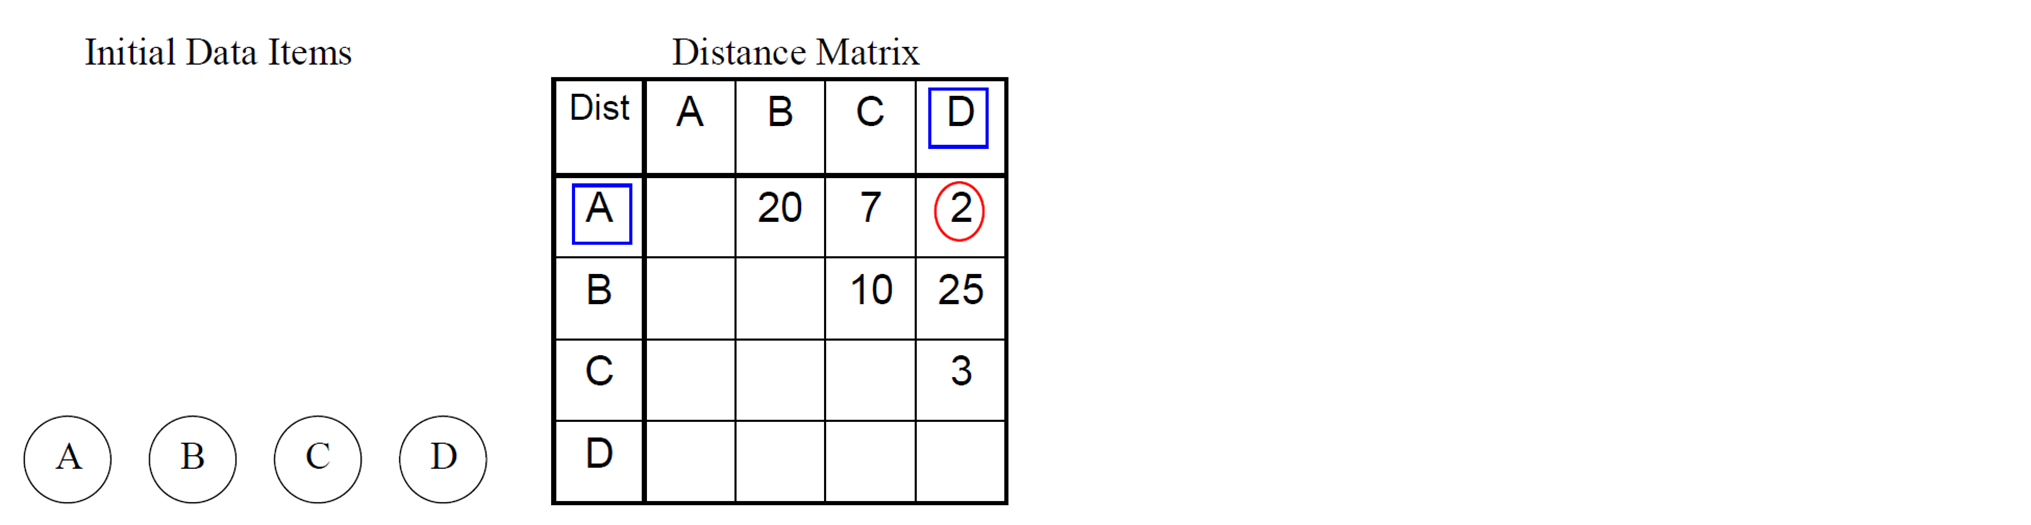 Initial Data Items
Distance Matrix
Dist A B C D
A 20 7 2
B 10 25
C 3
D
A B C D